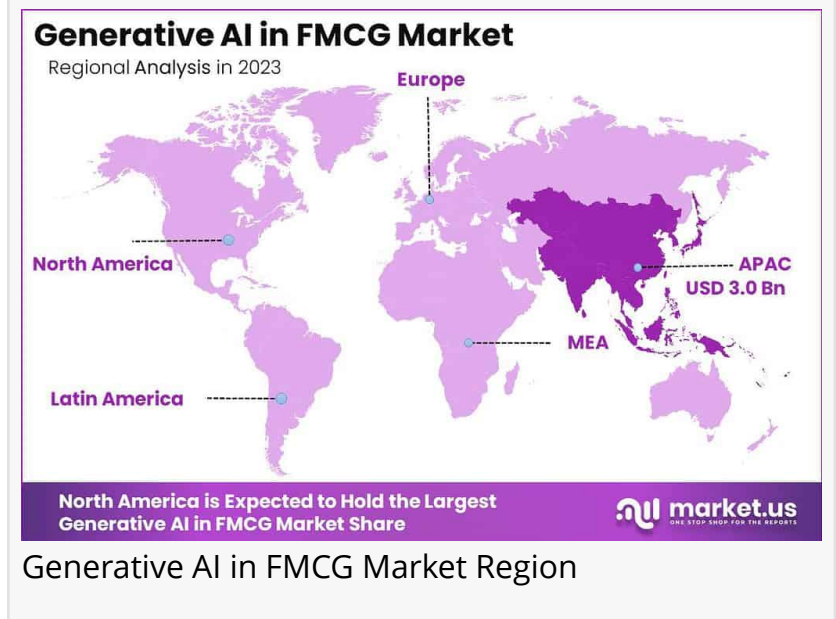 Generative AI in FMCG Market
Regional Analysis in 2023
Europe
North America
APAC
USD 3.0 Bn
MEA
Latin America
North America is Expected to Hold the Largest
Generative AI in FMCG Market Share
market.us
ONE STOP SHOP FOR THE REPORTS
Generative AI in FMCG Market Region